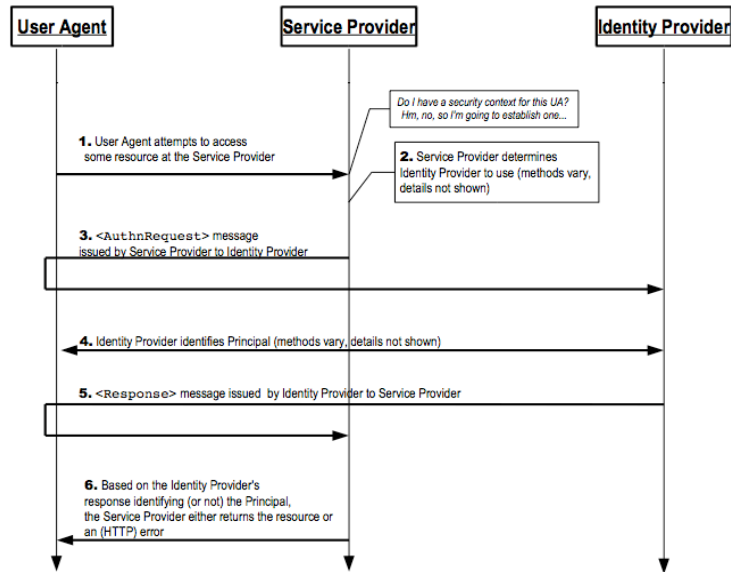 User Agent
Service Provider
Identity Provider
Do I have a security context for this UA?
Hm, no, so I'm going to establish one...
1. User Agent attempts to access
some resource at the Service Provider
2. Service Provider determines
Identity Provider to use (methods vary,
details not shown)
3. <AuthnRequest> message
issued by Service Provider to Identity Provider
4. Identity Provider identifies Principal (methods vary, details not shown)
5. <Response> message issued by Identity Provider to Service Provider
6. Based on the Identity Provider's
response identifying (or not) the Principal,
the Service Provider either returns the resource or
an (HTTP) error